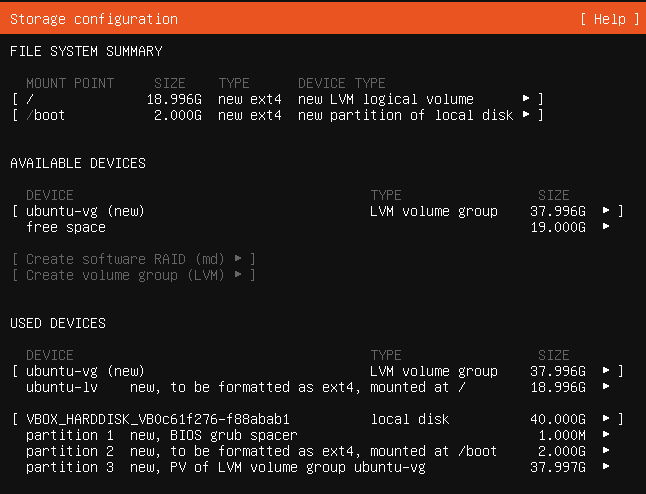 Storage configuration [ Help ]
FILE SYSTEM SUMMARY
MOUNT POINT SIZE TYPE DEVICE TYPE
[ / 18.996G new ext4 new LVM logical volume ▸ ]
[ /boot 2.000G new ext4 new partition of local disk ▸ ]
AVAILABLE DEVICES
DEVICE TYPE SIZE
[ ubuntu-vg (new) LVM volume group 37.996G ▸ ]
free space 19.000G ▸
[ Create software RAID (md) ▸ ]
[ Create volume group (LVM) ▸ ]
USED DEVICES
DEVICE TYPE SIZE
[ ubuntu-vg (new) LVM volume group 37.996G ▸ ]
ubuntu-lv new, to be formatted as ext4, mounted at / 18.996G ▸
[ VBOX_HARDDISK_VB0c61f276-f88abab1 local disk 40.000G ▸ ]
partition 1 new, BIOS grub spacer 1.000M ▸
partition 2 new, to be formatted as ext4, mounted at /boot 2.000G ▸
partition 3 new, PV of LVM volume group ubuntu-vg 37.997G ▸